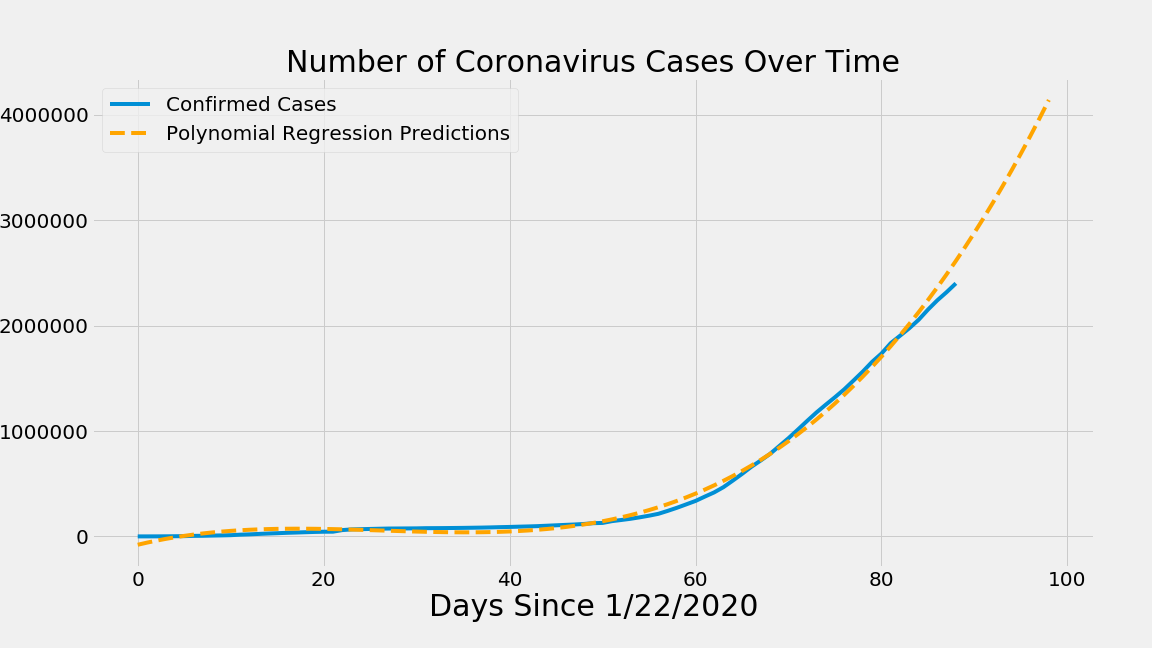 Number of Coronavirus Cases Over Time
Confirmed Cases
Polynomial Regression Predictions
4000000
3000000
2000000
1000000
0
0 20 40 60 80 100
Days Since 1/22/2020